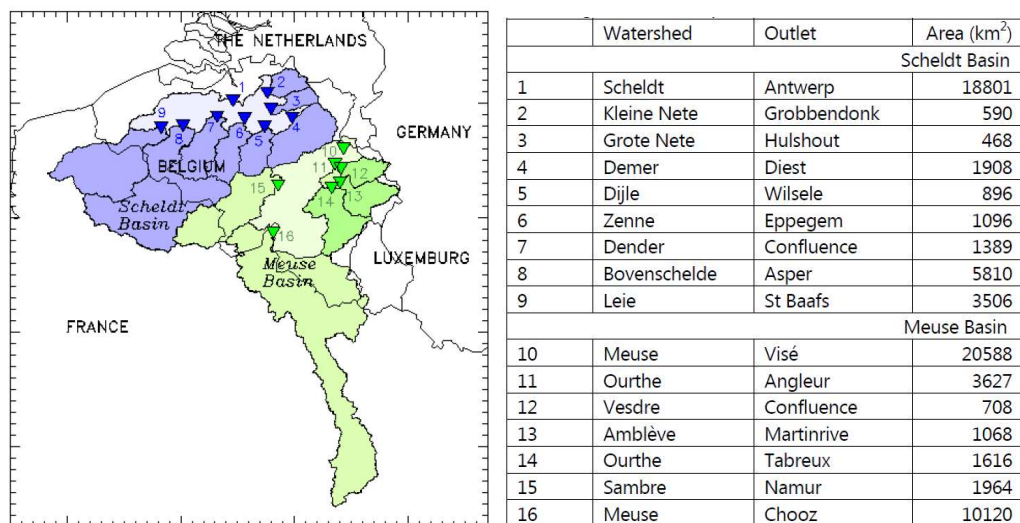 THE NETHERLANDS
1
2
3
9
4
8
7
6
5
GERMANY
BELGIUM
10
11
12
15
13
14
Scheldt
Basin
16
LUXEMBURG
Meuse
Basin
FRANCE
Watershed Outlet Area (km²)
Scheldt Basin
1 Scheldt Antwerp 18801
2 Kleine Nete Grobbendonk 590
3 Grote Nete Hulshout 468
4 Demer Diest 1908
5 Dijle Wilsele 896
6 Zenne Eppegem 1096
7 Dender Confluence 1389
8 Bovenschelde Asper 5810
9 Leie St Baafs 3506
Meuse Basin
10 Meuse Visé 20588
11 Ourthe Angleur 3627
12 Vesdre Confluence 708
13 Amblève Martinrive 1068
14 Ourthe Tabreux 1616
15 Sambre Namur 1964
16 Meuse Chooz 10120